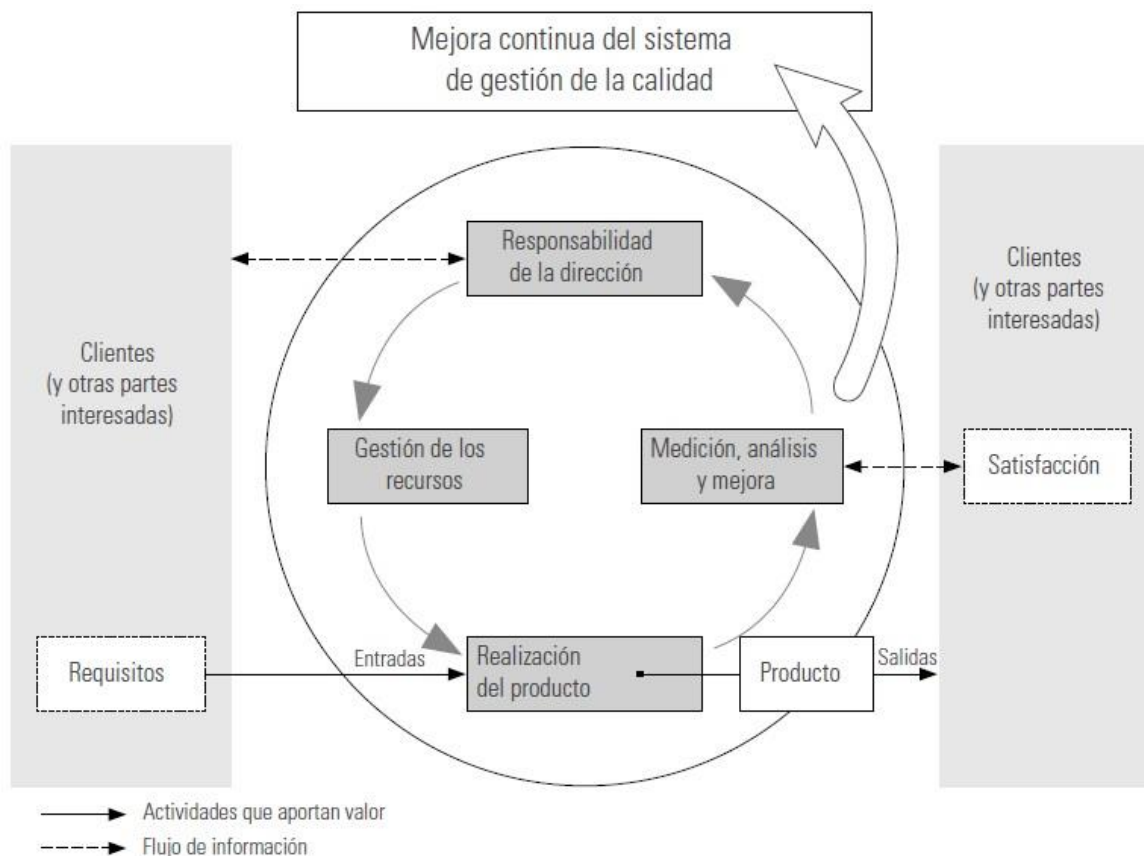 Mejora continua del sistema
de gestión de la calidad
Responsabilidad
de la dirección
Clientes
(y otras partes
interesadas)
Clientes
(y otras partes
interesadas)
Gestión de los
recursos
Medición, análisis
y mejora
Satisfacción
Requisitos
Entradas
Realización
del producto
Producto
Salidas
Actividades que aportan valor
Flujo de información